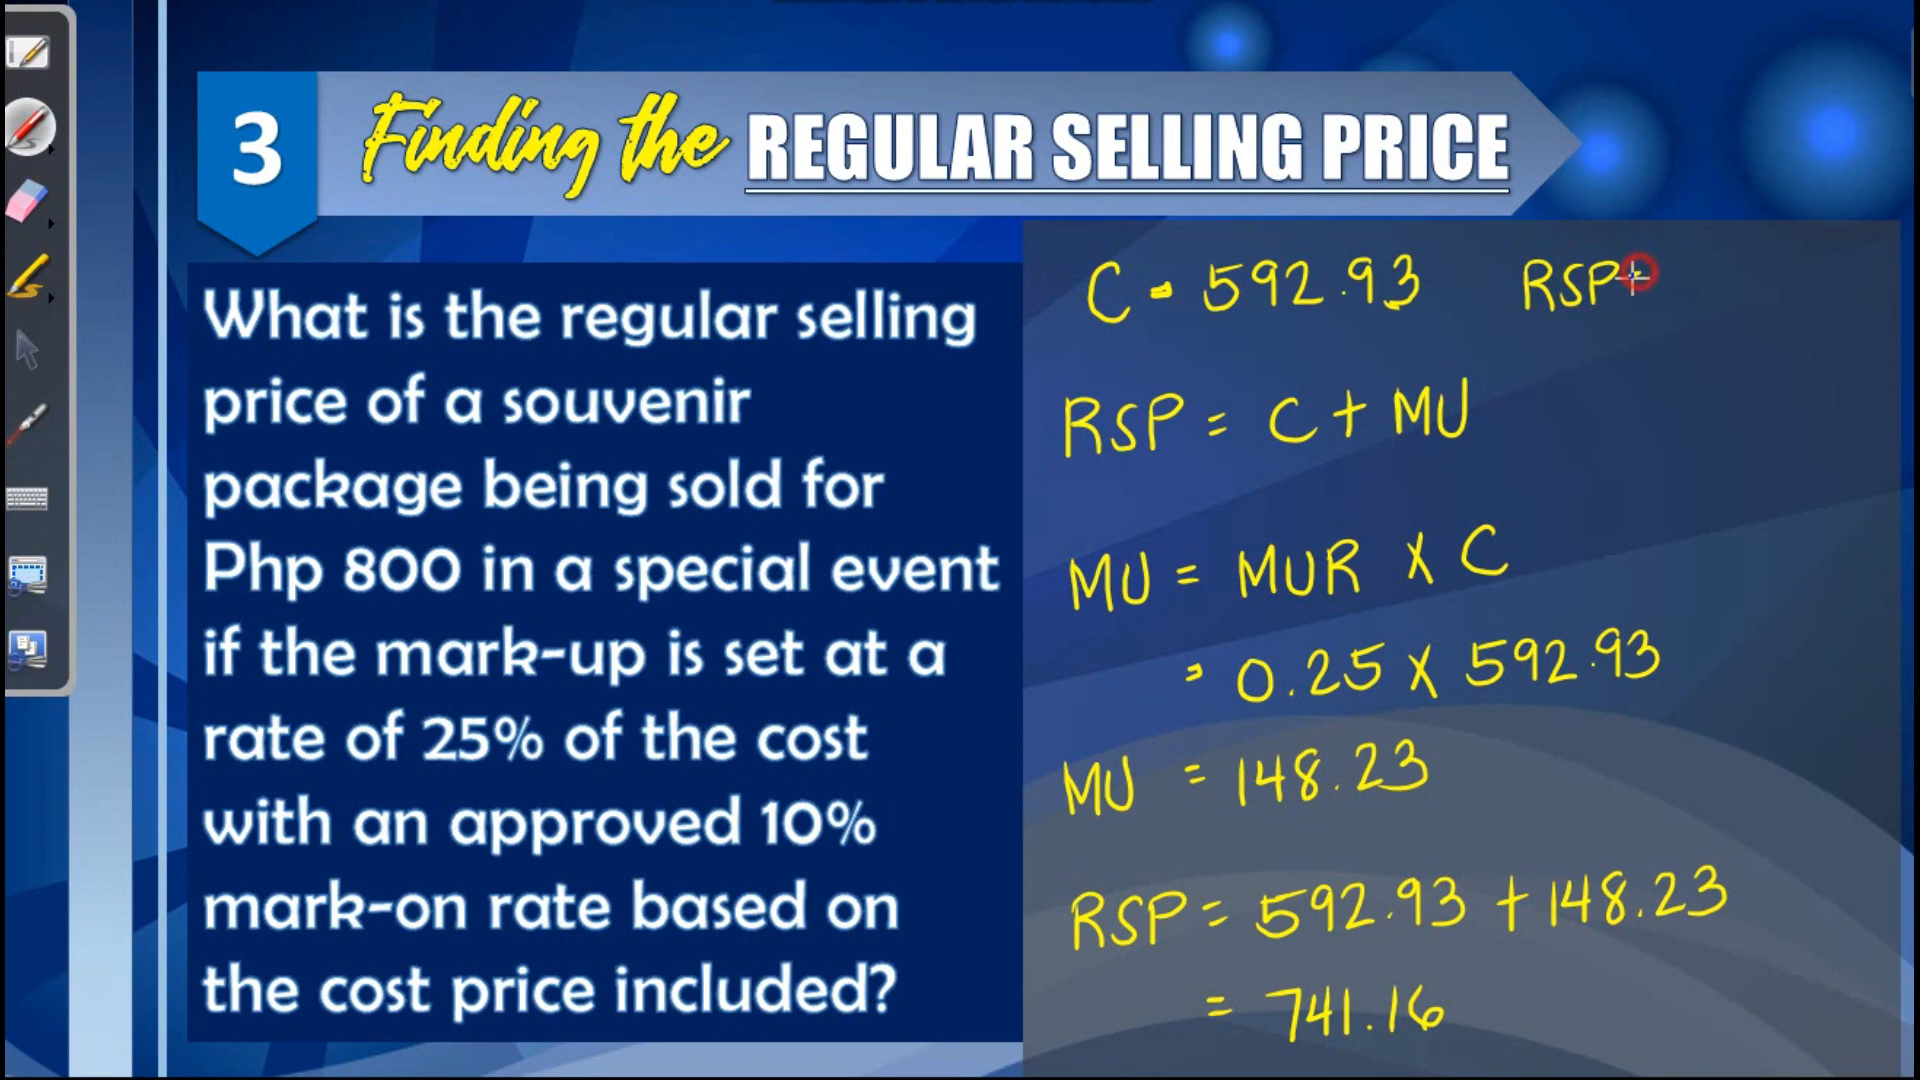 3
Finding the REGULAR SELLING PRICE
What is the regular selling
price of a souvenir
package being sold for
Php 800 in a special event
if the mark-up is set at a
rate of 25% of the cost
with an approved 10%
mark-on rate based on
the cost price included?
C = 592.93 RSP
RSP = C + MU
MU = MUR X C
= 0.25 X 592.93
MU = 148.23
RSP = 592.93 + 148.23
= 741.16